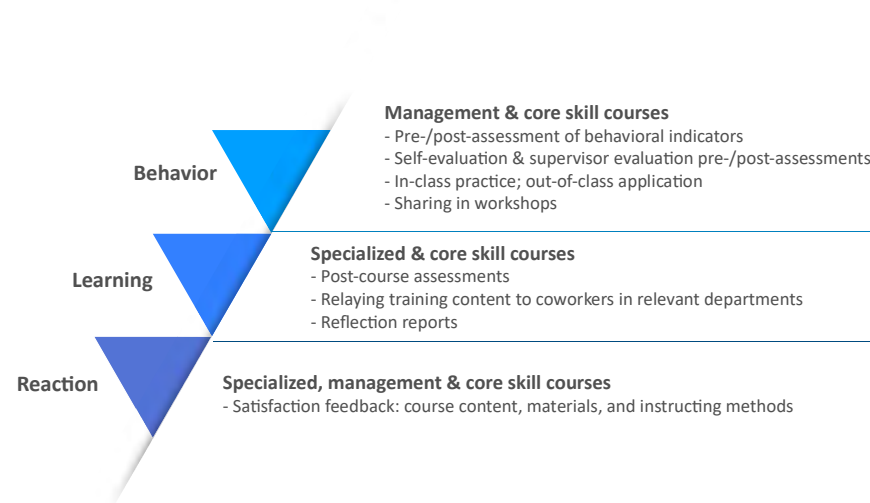 Management & core skill courses
- Pre-/post-assessment of behavioral indicators
- Self-evaluation & supervisor evaluation pre-/post-assessments
- In-class practice; out-of-class application
- Sharing in workshops
Behavior
Specialized & core skill courses
- Post-course assessments
- Relaying training content to coworkers in relevant departments
- Reflection reports
Learning
Specialized, management & core skill courses
- Satisfaction feedback: course content, materials, and instructing methods
Reaction